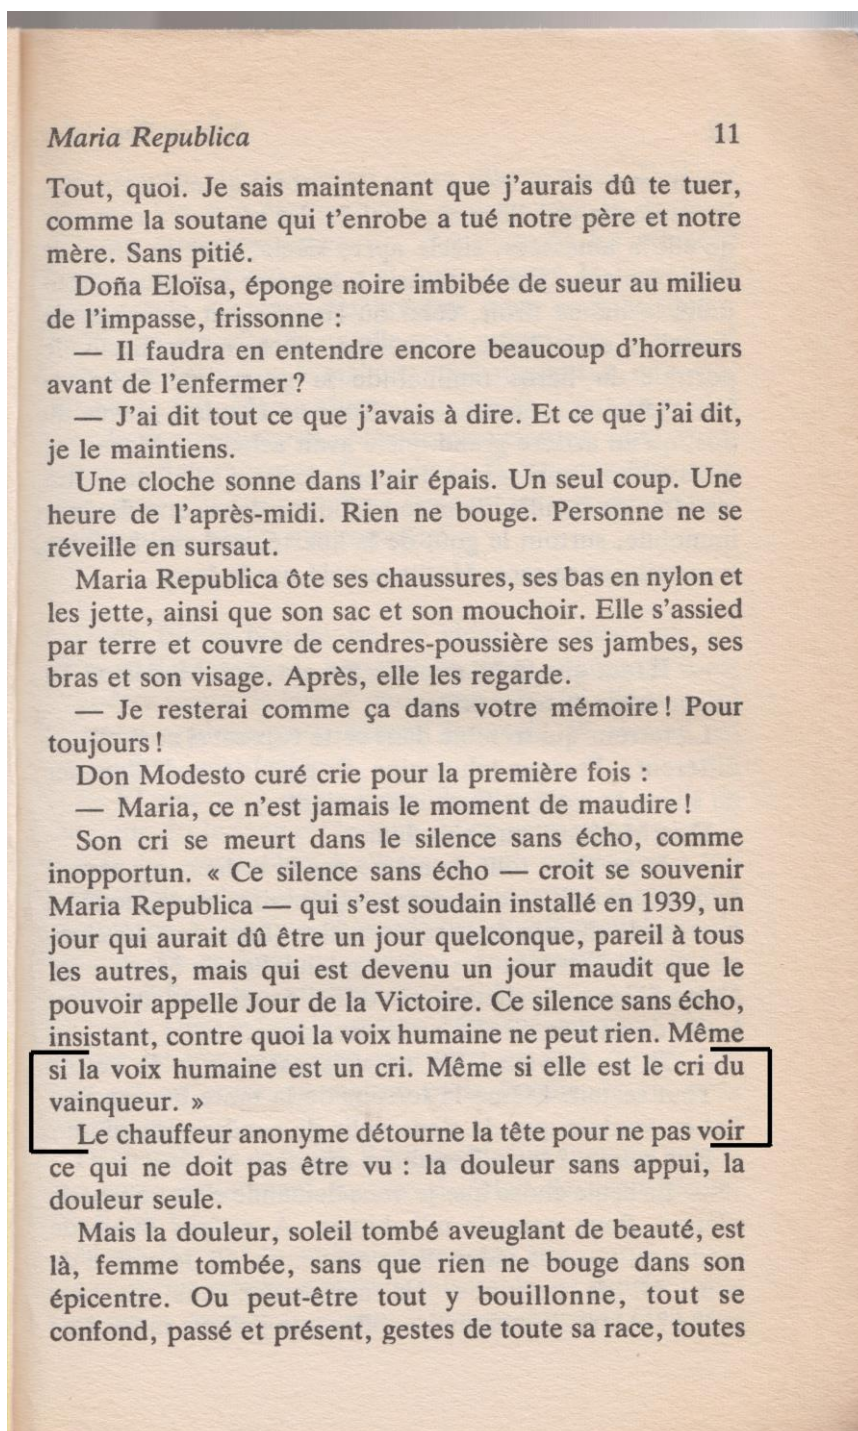 Maria Republica 11
Tout, quoi. Je sais maintenant que j'aurais dû te tuer,
comme la soutane qui t'enrobe a tué notre père et notre
mère. Sans pitié.
Doña Eloïsa, éponge noire imbibée de sueur au milieu
de l'impasse, frissonne :
— Il faudra en entendre encore beaucoup d'horreurs
avant de l'enfermer ?
— J'ai dit tout ce que j'avais à dire. Et ce que j'ai dit,
je le maintiens.
Une cloche sonne dans l'air épais. Un seul coup. Une
heure de l'après-midi. Rien ne bouge. Personne ne se
réveille en sursaut.
Maria Republica ôte ses chaussures, ses bas en nylon et
les jette, ainsi que son sac et son mouchoir. Elle s'assied
par terre et couvre de cendres-poussière ses jambes, ses
bras et son visage. Après, elle les regarde.
— Je resterai comme ça dans votre mémoire ! Pour
toujours !
Don Modesto curé crie pour la première fois :
— Maria, ce n'est jamais le moment de maudire !
Son cri se meurt dans le silence sans écho, comme
inopportun. « Ce silence sans écho — croit se souvenir
Maria Republica — qui s'est soudain installé en 1939, un
jour qui aurait dû être un jour quelconque, pareil à tous
les autres, mais qui est devenu un jour maudit que le
pouvoir appelle Jour de la Victoire. Ce silence sans écho,
insistant, contre quoi la voix humaine ne peut rien. Même
si la voix humaine est un cri. Même si elle est le cri du
vainqueur. »
Le chauffeur anonyme détourne la tête pour ne pas voir
ce qui ne doit pas être vu : la douleur sans appui, la
douleur seule.
Mais la douleur, soleil tombé aveuglant de beauté, est
là, femme tombée, sans que rien ne bouge dans son
épicentre. Ou peut-être tout y bouillonne, tout se
confond, passé et présent, gestes de toute sa race, toutes